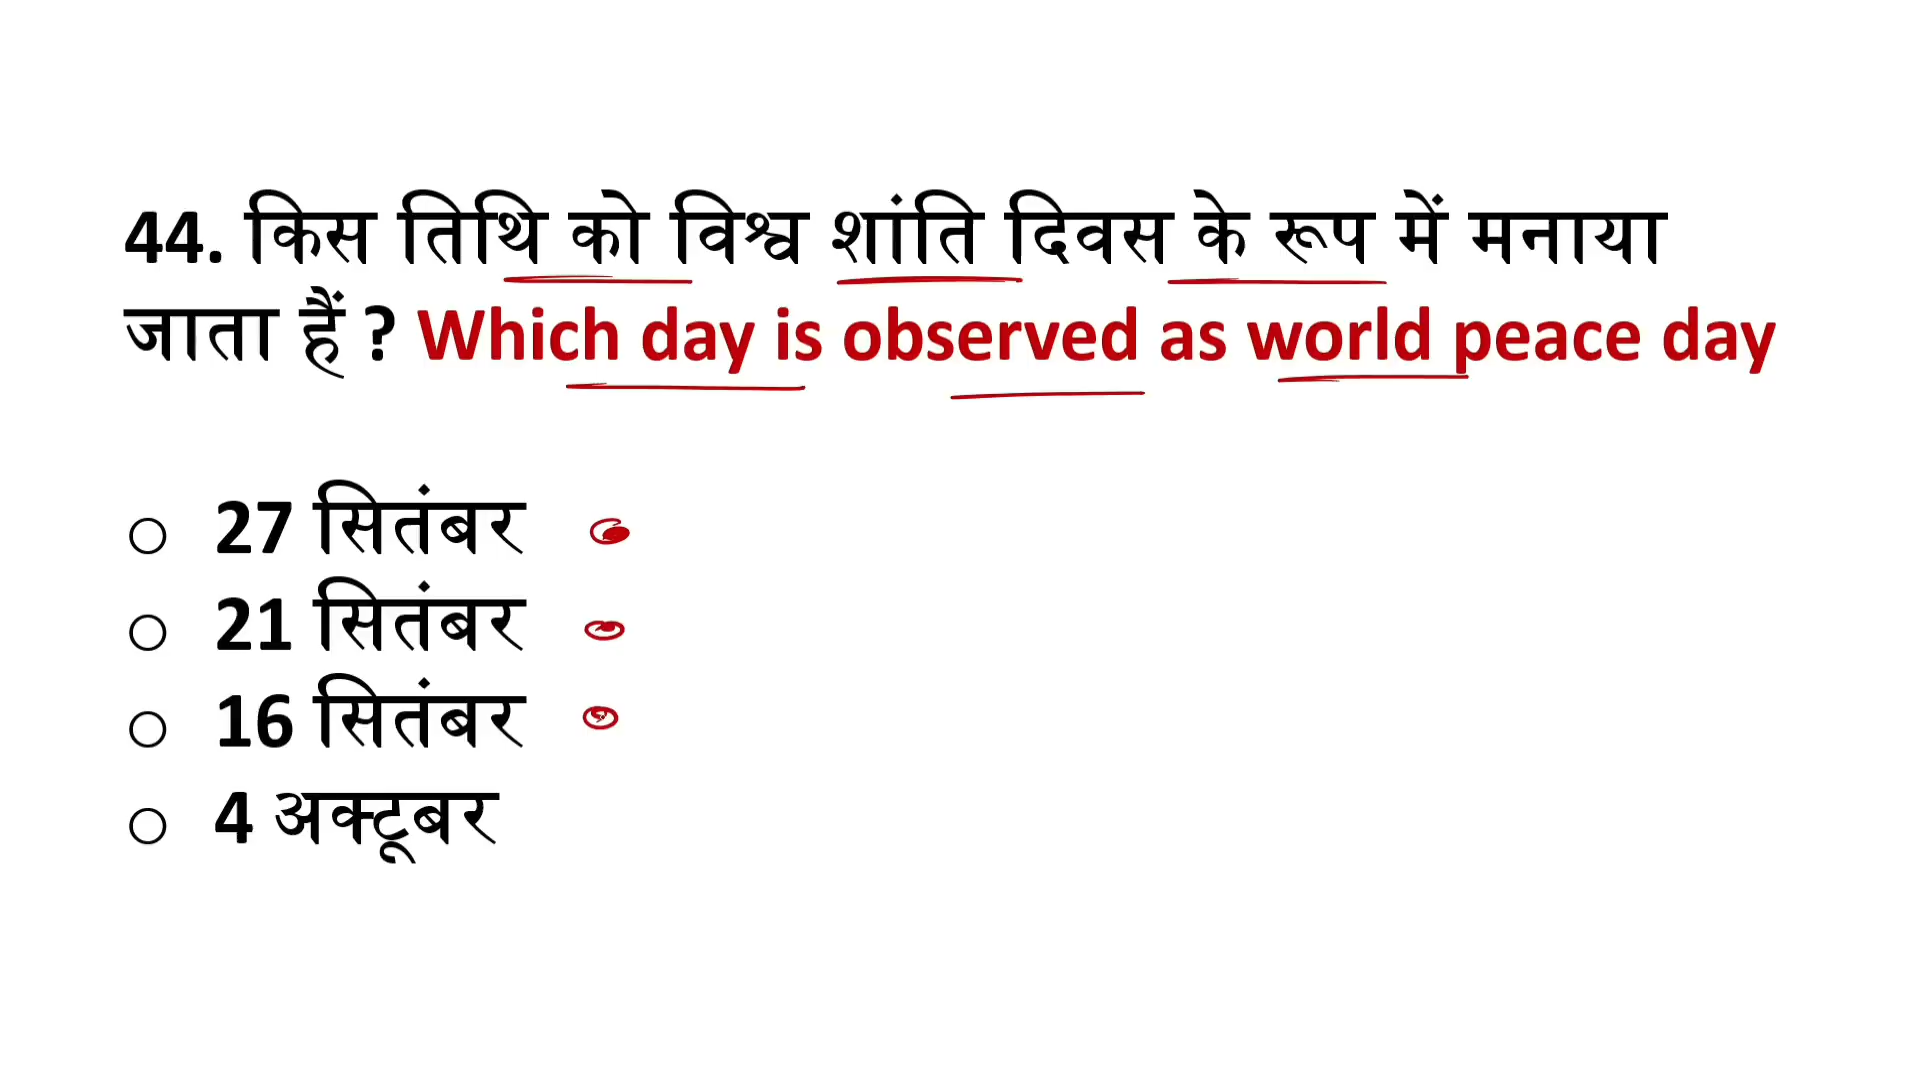 44. किस तिथि को विश्व शांति दिवस के रूप में मनाया
जाता हैं ? Which day is observed as world peace day
27 सितंबर
21 सितंबर
16 सितंबर
4 अक्टूबर